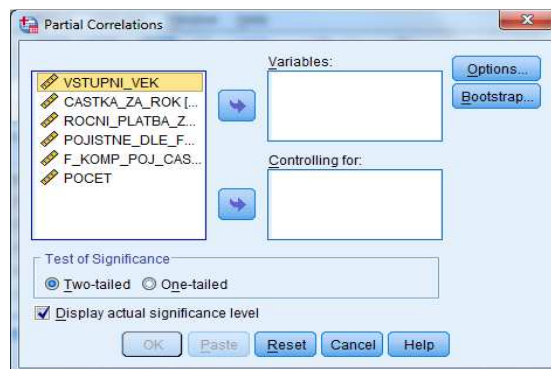 Partial Correlations
VSTUPNI_VEK
CASTKA_ZA_ROK [...
ROCNI_PLATBA_Z...
POJISTNE_DLE_F...
F_KOMP_POJ_CAS...
POCET
Variables:
Controlling for:
Options...
Bootstrap...
Test of Significance
Two-tailed One-tailed
Display actual significance level
OK Paste Reset Cancel Help